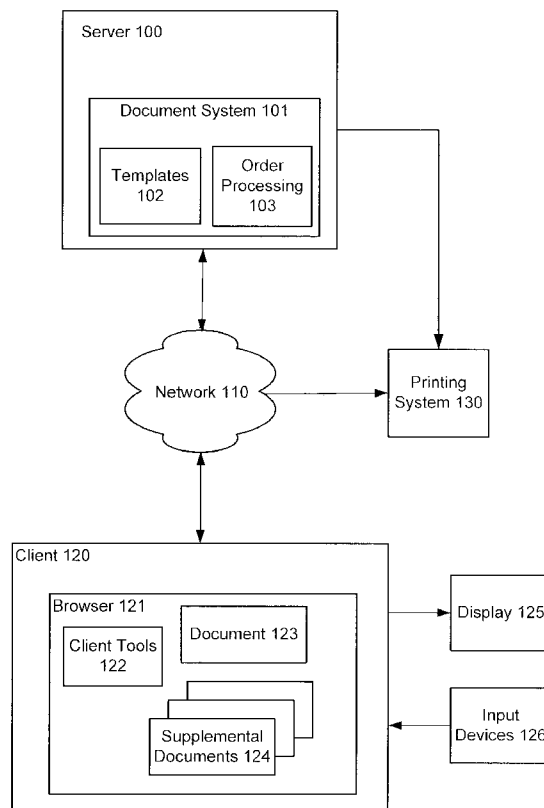 Server 100
Document System 101
Templates
102
Order
Processing
103
Network 110
Printing
System 130
Client 120
Browser 121
Client Tools
122
Document 123
Supplemental
Documents 124
Display 125
Input
Devices 126